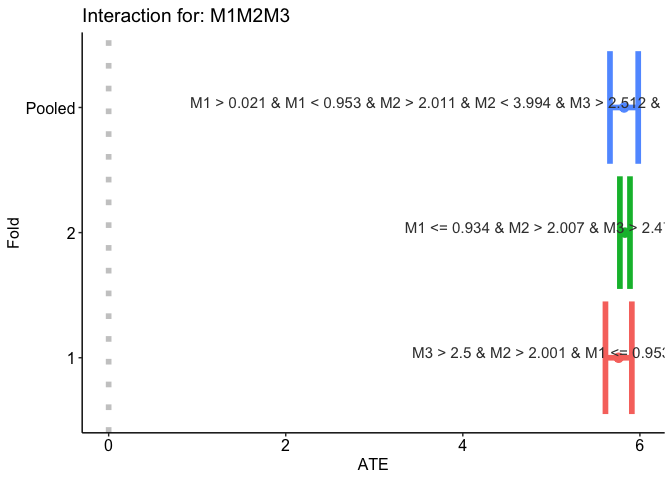 Interaction for: M1M2M3
Pooled
M1 > 0.021 & M1 < 0.953 & M2 > 2.011 & M2 < 3.994 & M3 > 2.512 &
2
M1 <= 0.934 & M2 > 2.007 & M3 > 2.47
1
M3 > 2.5 & M2 > 2.001 & M1 <= 0.953
Fold
0 2 4 6
ATE